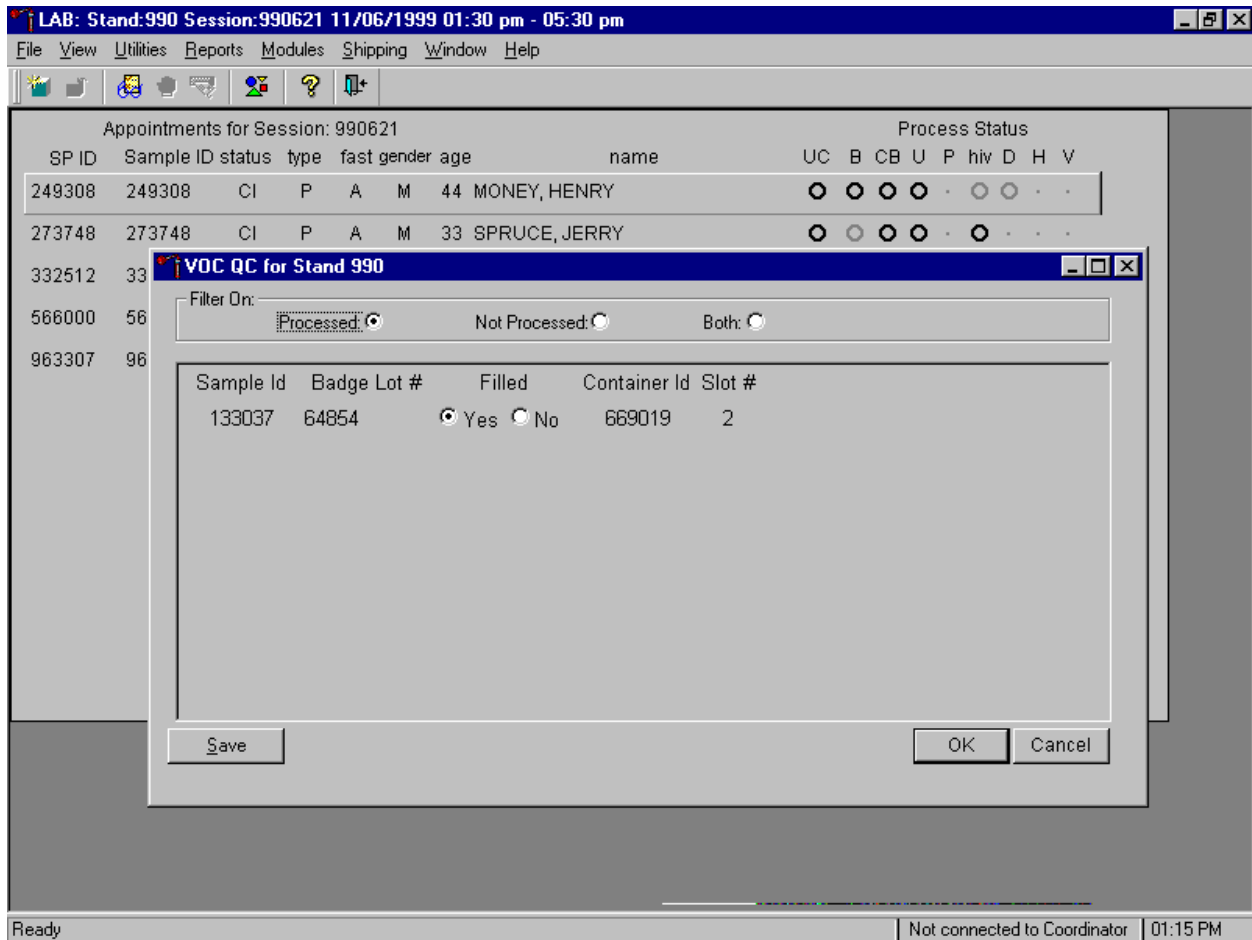 LAB: Stand:990 Session:990621 11/06/1999 01:30 pm - 05:30 pm
File View Utilities Reports Modules Shipping Window Help
Appointments for Session: 990621 Process Status
SP ID Sample ID status type fast gender age name UC B CB U P hiv D H V
249308 249308 CI P A M 44 MONEY, HENRY
273748 273748 CI P A M 33 SPRUCE, JERRY
332512 33
566000 56
963307 96
VOC QC for Stand 990
Filter On:
Processed: Not Processed: Both:
Sample Id Badge Lot # Filled Container Id Slot #
133037 64854 Yes No 669019 2
Save OK Cancel
Ready Not connected to Coordinator 01:15 PM